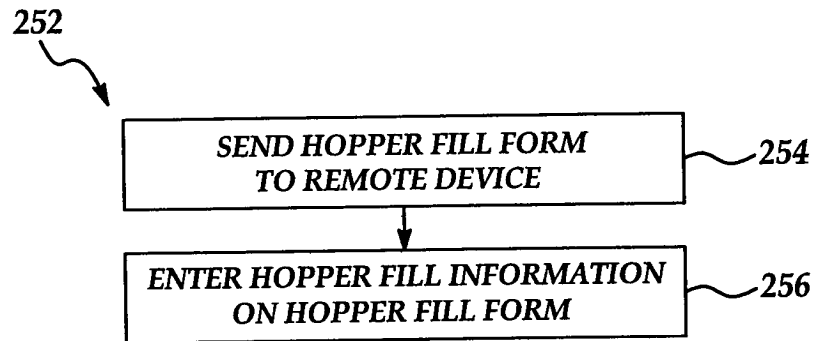 252
SEND HOPPER FILL FORM
TO REMOTE DEVICE
254
ENTER HOPPER FILL INFORMATION
ON HOPPER FILL FORM
256